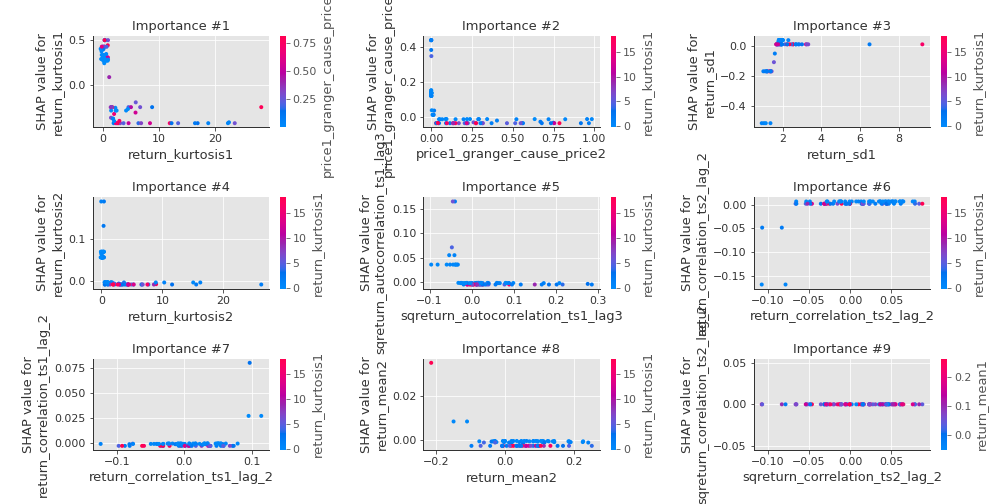 Importance #1
SHAP value for
return_kurtosis1
0.5
0.0
0
10
20
return_kurtosis1
0.75
0.50
0.25
price1_granger_cause_price
Importance #2
SHAP value for
price1_granger_cause_price
0.4
0.2
0.0
0.00
0.25
0.50
0.75
1.00
price1_granger_cause_price2
15
10
5
0
return_kurtosis1
Importance #3
SHAP value for
return_sd1
0.0
−0.2
−0.4
2
4
6
8
return_sd1
15
10
5
0
return_kurtosis1
Importance #4
SHAP value for
return_kurtosis2
0.1
0.0
0
10
20
return_kurtosis2
15
10
5
0
return_kurtosis1
Importance #5
SHAP value for
sqreturn_autocorrelation_ts1_lag3
0.15
0.10
0.05
0.00
−0.1
0.0
0.1
0.2
0.3
sqreturn_autocorrelation_ts1_lag3
15
10
5
0
return_kurtosis1
Importance #6
SHAP value for
return_correlation_ts2_lag_2
0.00
−0.05
−0.10
−0.15
−0.10
−0.05
0.00
0.05
return_correlation_ts2_lag_2
15
10
5
0
return_kurtosis1
Importance #7
SHAP value for
return_correlation_ts1_lag_2
0.075
0.050
0.025
0.000
−0.1
0.0
0.1
return_correlation_ts1_lag_2
15
10
5
0
return_kurtosis1
Importance #8
SHAP value for
return_mean2
0.02
0.00
−0.2
0.0
0.2
return_mean2
15
10
5
0
return_kurtosis1
Importance #9
SHAP value for
sqreturn_correlation_ts2_lag_2
0.05
0.00
−0.05
−0.10
−0.05
0.00
0.05
sqreturn_correlation_ts2_lag_2
0.2
0.1
0.0
return_mean1